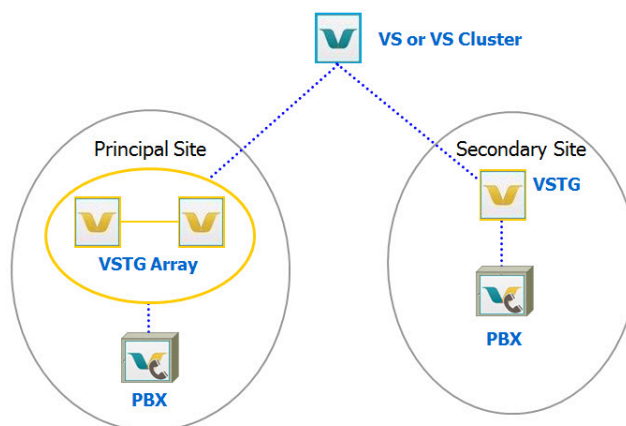 VS or VS Cluster
Principal Site
VSTG Array
PBX
Secondary Site
VSTG
PBX